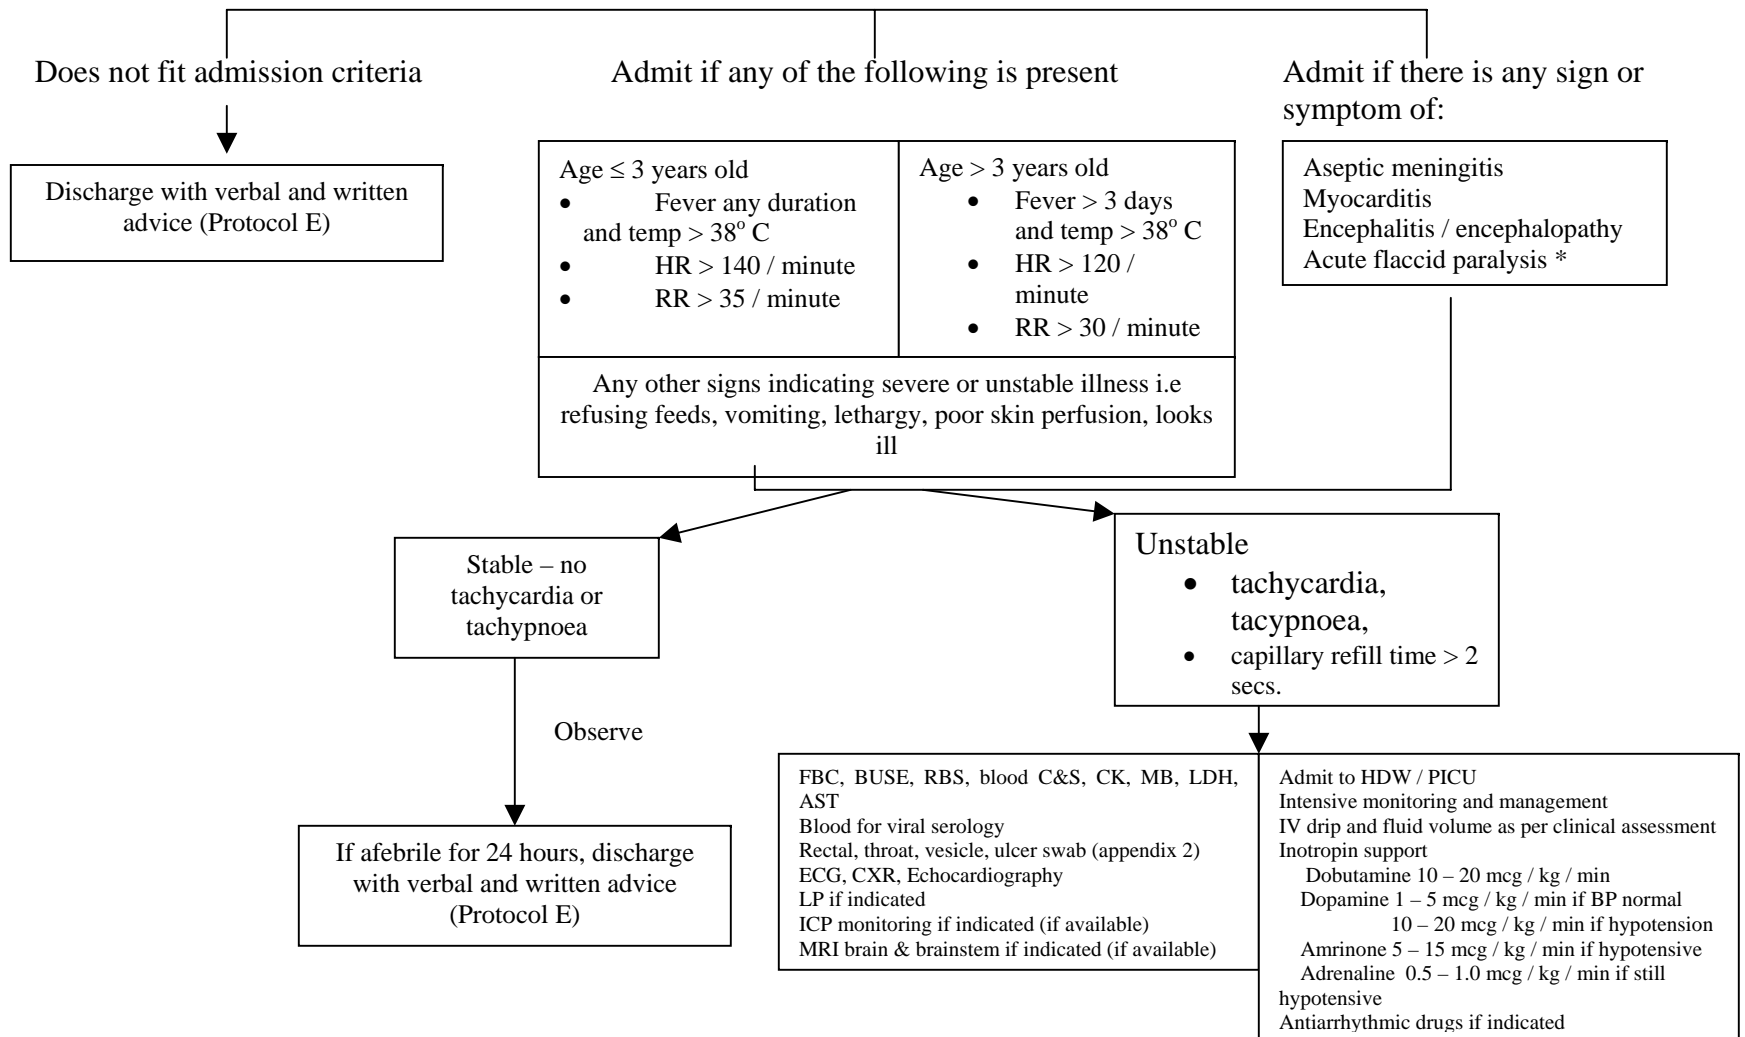 Does not fit admission criteria
Discharge with verbal and written
advice (Protocol E)
Admit if any of the following is present
Age ≤ 3 years old
• Fever any duration
and temp > 38° C
• HR > 140 / minute
• RR > 35 / minute
Age > 3 years old
• Fever > 3 days
and temp > 38° C
• HR > 120 /
minute
• RR > 30 / minute
Any other signs indicating severe or unstable illness i.e
refusing feeds, vomiting, lethargy, poor skin perfusion, looks
ill
Admit if there is any sign or
symptom of:
Aseptic meningitis
Myocarditis
Encephalitis / encephalopathy
Acute flaccid paralysis *
Stable – no
tachycardia or
tachypnoea
Observe
If afebrile for 24 hours, discharge
with verbal and written advice
(Protocol E)
Unstable
• tachycardia,
tacypnoea,
• capillary refill time > 2
secs.
FBC, BUSE, RBS, blood C&S, CK, MB, LDH,
AST
Blood for viral serology
Rectal, throat, vesicle, ulcer swab (appendix 2)
ECG, CXR, Echocardiography
LP if indicated
ICP monitoring if indicated (if available)
MRI brain & brainstem if indicated (if available)
Admit to HDW / PICU
Intensive monitoring and management
IV drip and fluid volume as per clinical assessment
Inotropin support
Dobutamine 10 – 20 mcg / kg / min
Dopamine 1 – 5 mcg / kg / min if BP normal
10 – 20 mcg / kg / min if hypotension
Amrinone 5 – 15 mcg / kg / min if hypotensive
Adrenaline 0.5 – 1.0 mcg / kg / min if still
hypotensive
Antiarrhythmic drugs if indicated